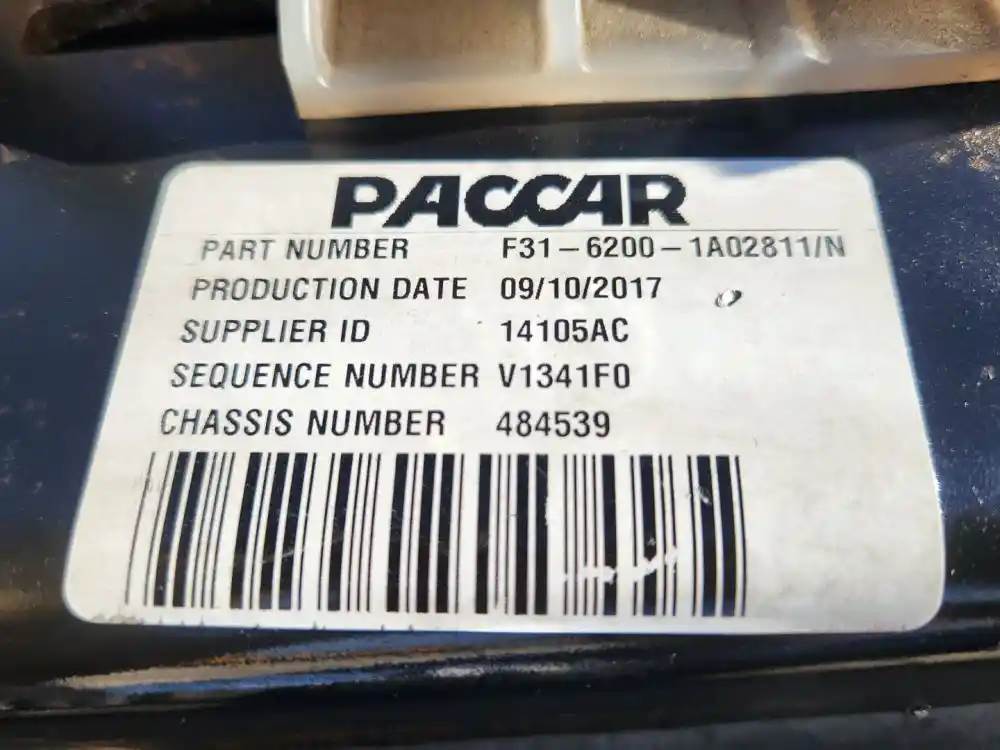 PACCAR
PART NUMBER F31-6200-1A02811/N
PRODUCTION DATE 09/10/2017
SUPPLIER ID 14105AC
SEQUENCE NUMBER V1341F0
CHASSIS NUMBER 484539